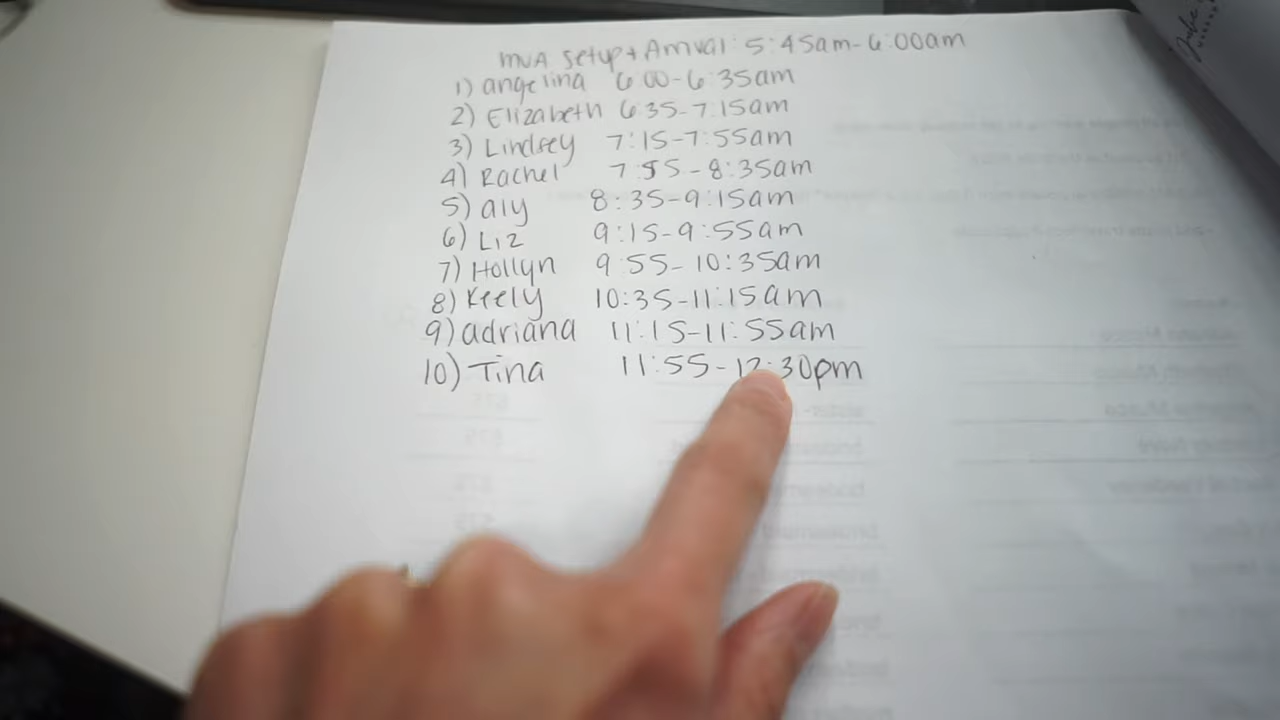 MUA setup + Arrival: 5:45am-6:00am
1) angelina 6:00-6:35am
2) Elizabeth 6:35-7:15am
3) Lindsey 7:15-7:55am
4) Rachel 7:55-8:35am
5) aly 8:35-9:15am
6) Liz 9:15-9:55am
7) Hollyn 9:55-10:35am
8) Keely 10:35-11:15am
9) adriana 11:15-11:55am
10) Tina 11:55-12:30pm